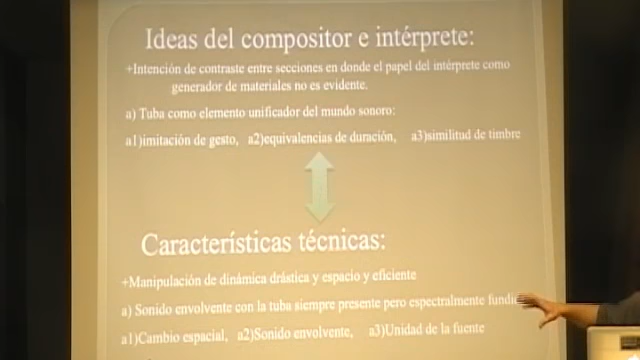 Ideas del compositor e intérprete:
+Intención de contraste entre secciones en donde el papel del intérprete como
generador de materiales no es evidente.
a) Tuba como elemento unificador del mundo sonoro:
a1)imitación de gesto, a2)equivalencias de duración, a3)similitud de timbre
Características técnicas:
+Manipulación de dinámica drástica y espacio y eficiente
a) Sonido envolvente con la tuba siempre presente pero espectralmente
a1)Cambio espacial, a2)Sonido envolvente, a3)Unidad de la fuente